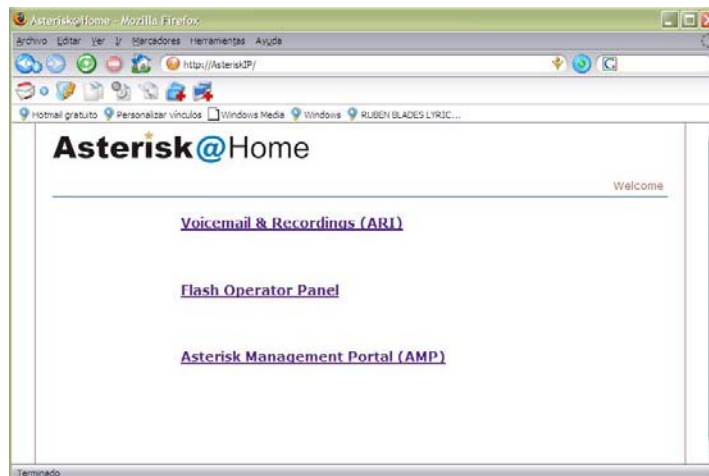 Asterisk@Home - Mozilla Firefox
Archivo Editar Ver Ir Marcadores Herramientas Ayuda
http://AsteriskIP/
Hotmail gratuito Personalizar vínculos Windows Media Windows RUBEN BLADES LYRIC...
Asterisk@Home
Welcome
Voicemail & Recordings (ARI)
Flash Operator Panel
Asterisk Management Portal (AMP)
Terminado